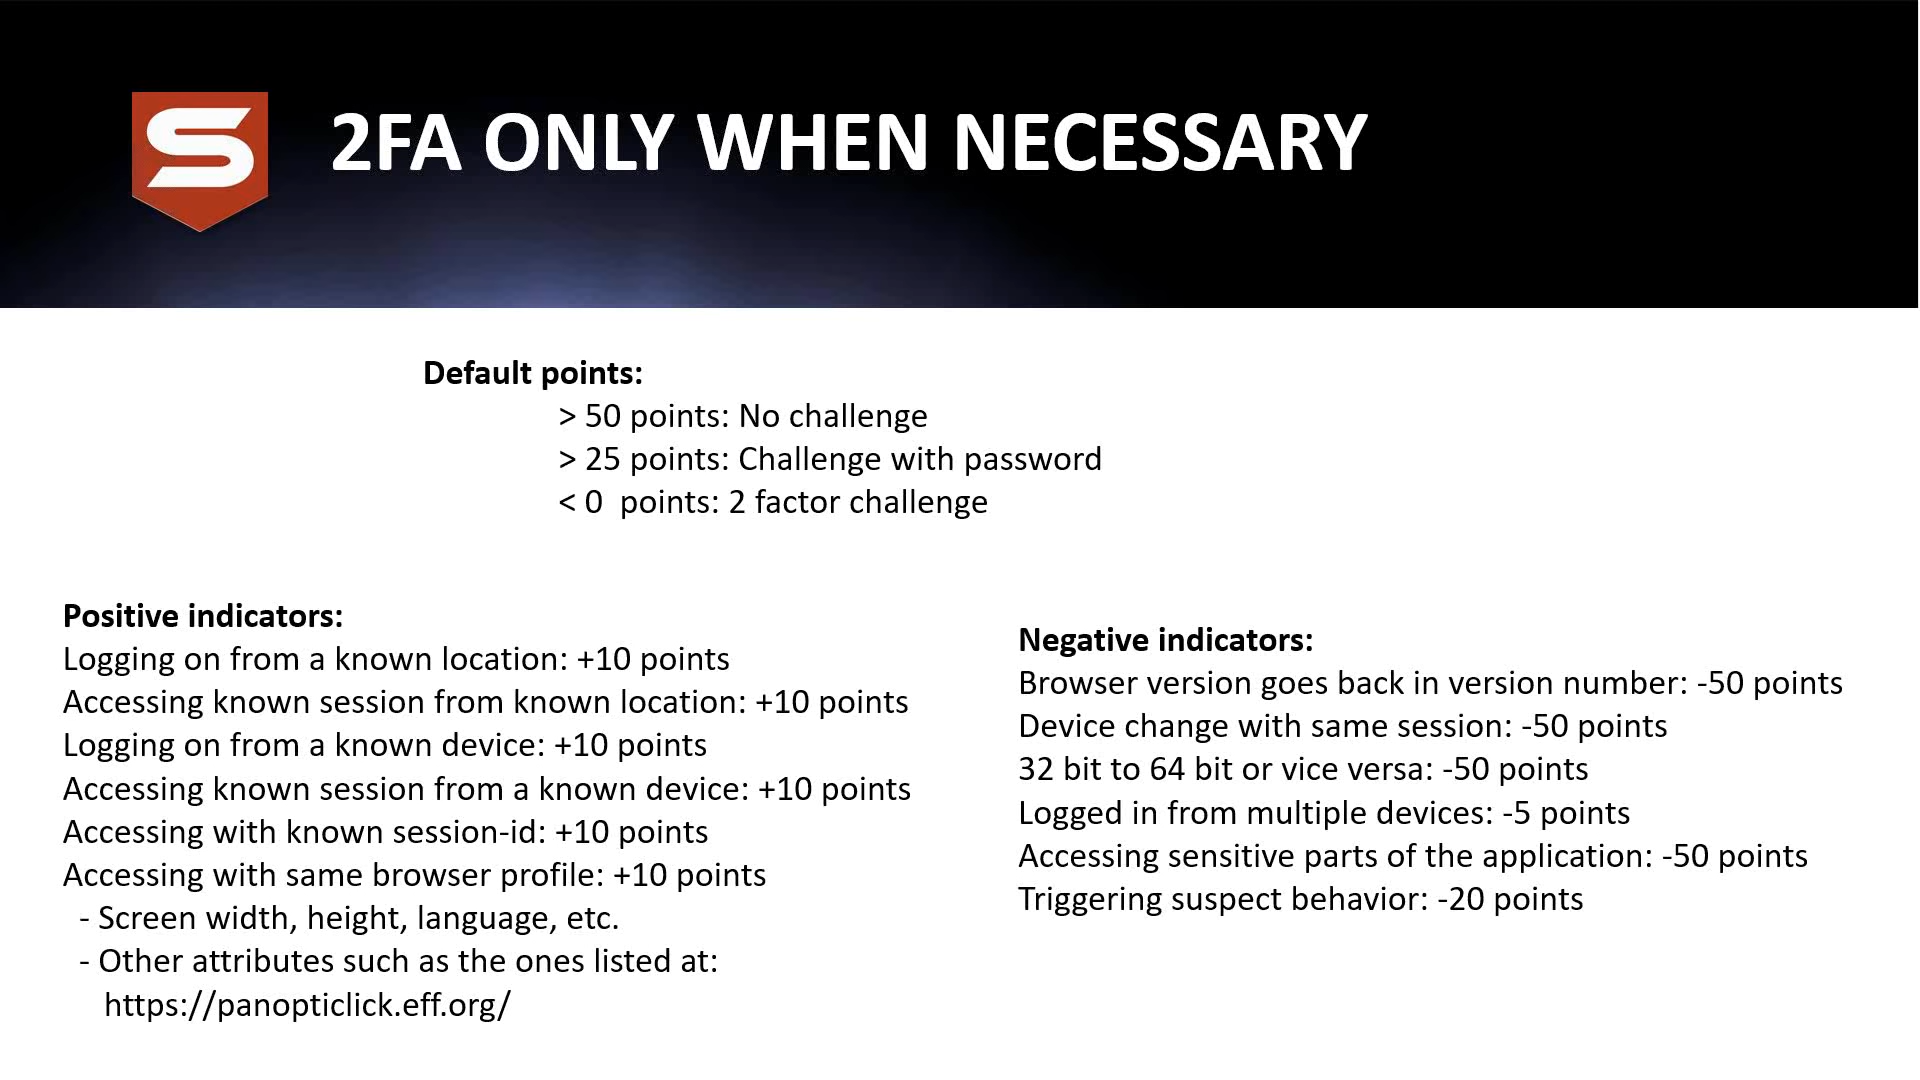 2FA ONLY WHEN NECESSARY
Default points:
> 50 points: No challenge
> 25 points: Challenge with password
< 0  points: 2 factor challenge
Positive indicators:
Logging on from a known location: +10 points
Accessing known session from known location: +10 points
Logging on from a known device: +10 points
Accessing known session from a known device: +10 points
Accessing with known session-id: +10 points
Accessing with same browser profile: +10 points
- Screen width, height, language, etc.
- Other attributes such as the ones listed at:
https://panopticlick.eff.org/
Negative indicators:
Browser version goes back in version number: -50 points
Device change with same session: -50 points
32 bit to 64 bit or vice versa: -50 points
Logged in from multiple devices: -5 points
Accessing sensitive parts of the application: -50 points
Triggering suspect behavior: -20 points